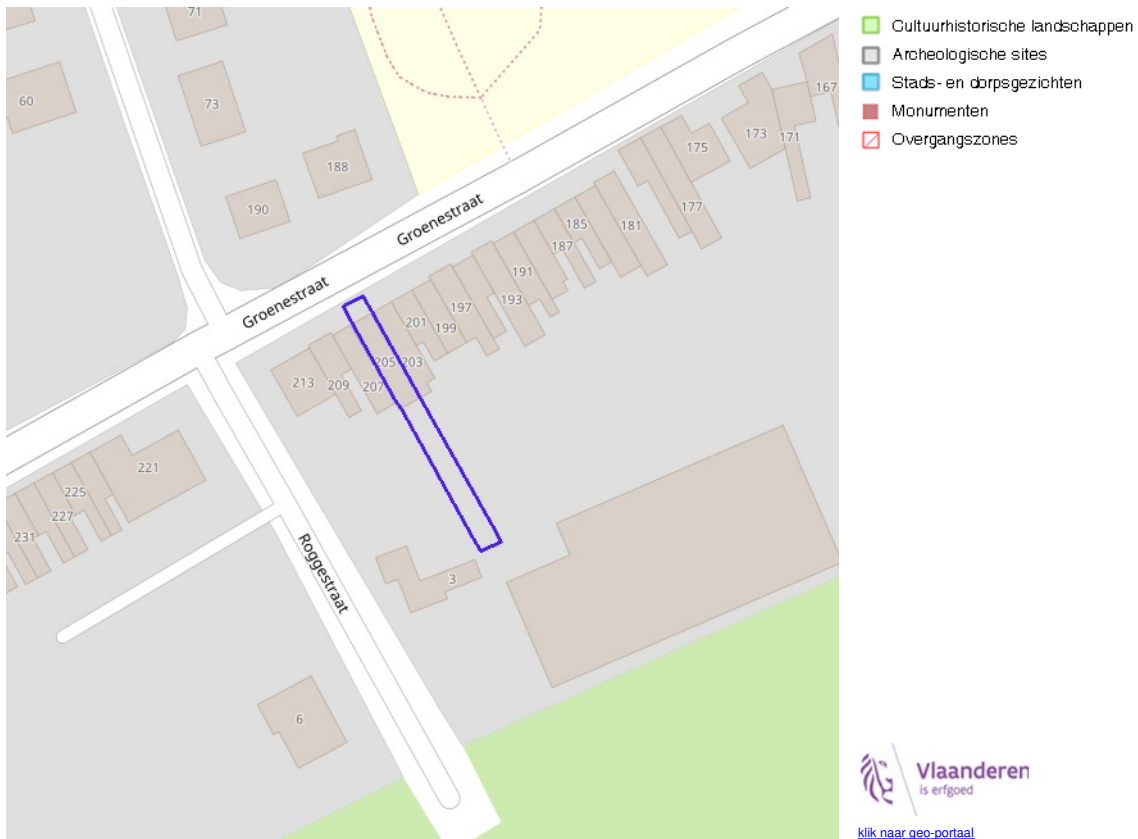 Cultuurhistorische landschappen
Archeologische sites
Stads- en dorpsgezichten
Monumenten
Overgangszones
71
60
73
188
190
167
173
171
175
177
Groenestraat
185
181
187
191
193
Groenestraat
197
201
199
205
203
213
209
207
221
225
227
231
Roggestraat
3
6
Vlaanderen
is erfgoed
klik naar geo-portaal